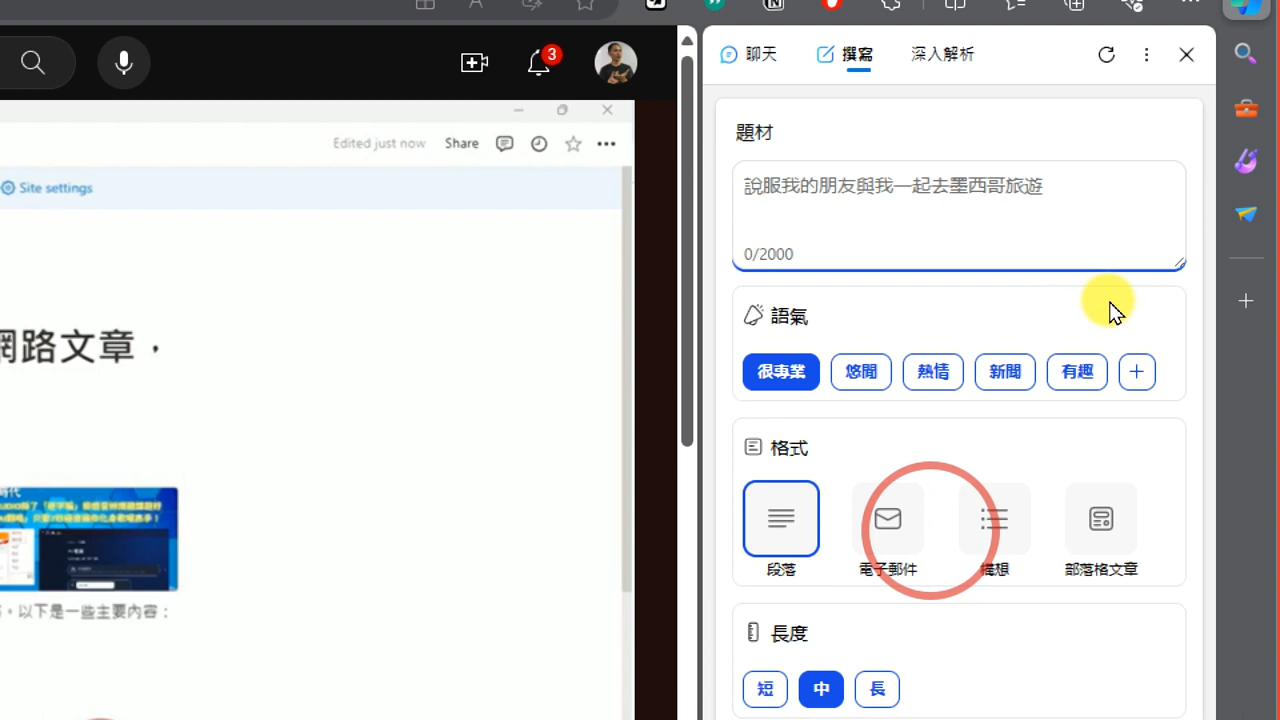 3
聊天
撰寫
深入解析
Edited just now
Share
Site settings
網路文章，
。以下是一些主要內容：
題材
說服我的朋友與我一起去墨西哥旅遊
0/2000
語氣
很專業
悠閒
熱情
新聞
有趣
格式
段落
電子郵件
構想
部落格文章
長度
短
中
長